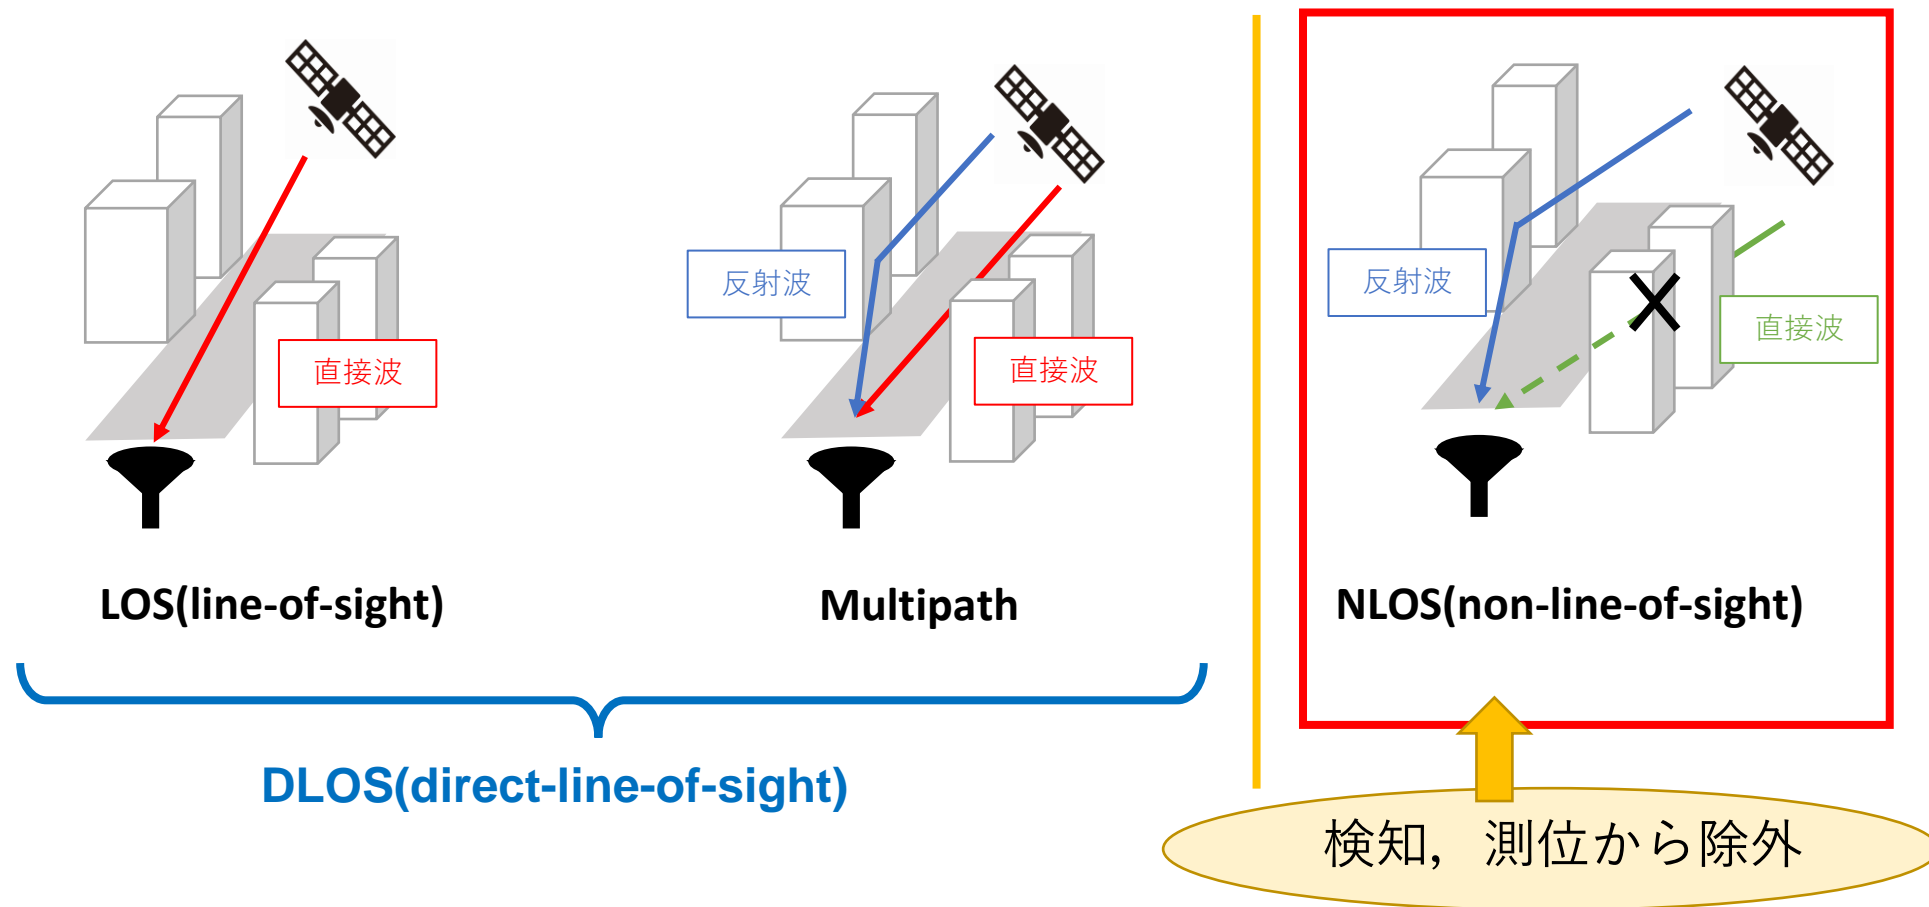 直接波
LOS(line-of-sight)
反射波
直接波
Multipath
反射波
直接波
NLOS(non-line-of-sight)
DLOS(direct-line-of-sight)
検知，測位から除外